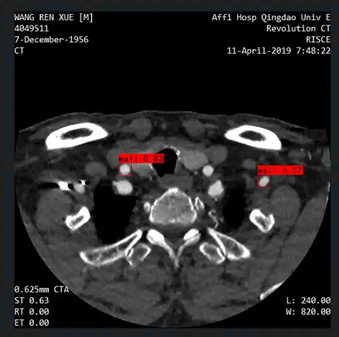 WANG REN XUE [M]
4049511
7-December-1956
CT
Affi Hosp Qingdao Univ E
Revolution CT
RISCE
11-April-2019 7:48:22
wall 0.83
wall 0.57
0.625mm CTA
ST 0.63
RT 0.00
ET 0.00
L: 240.00
W: 820.00